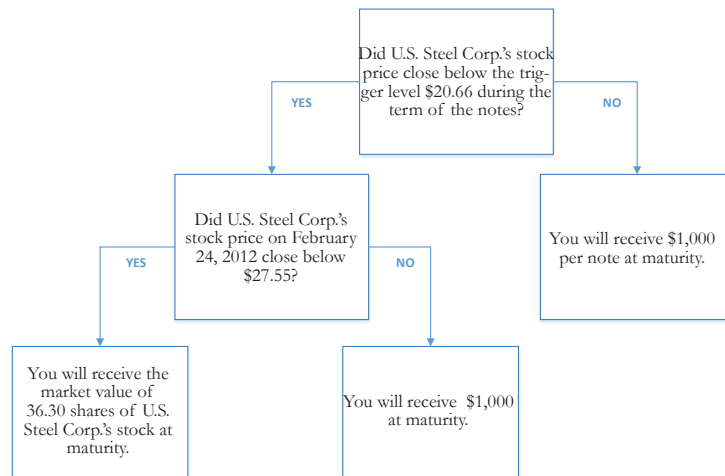 Did U.S. Steel Corp.'s stock
price close below the trig-
ger level $20.66 during the
term of the notes?
YES
NO
Did U.S. Steel Corp.'s
stock price on February
24, 2012 close below
$27.55?
You will receive $1,000
per note at maturity.
YES
NO
You will receive the
market value of
36.30 shares of U.S.
Steel Corp.'s stock at
maturity.
You will receive  $1,000
at maturity.